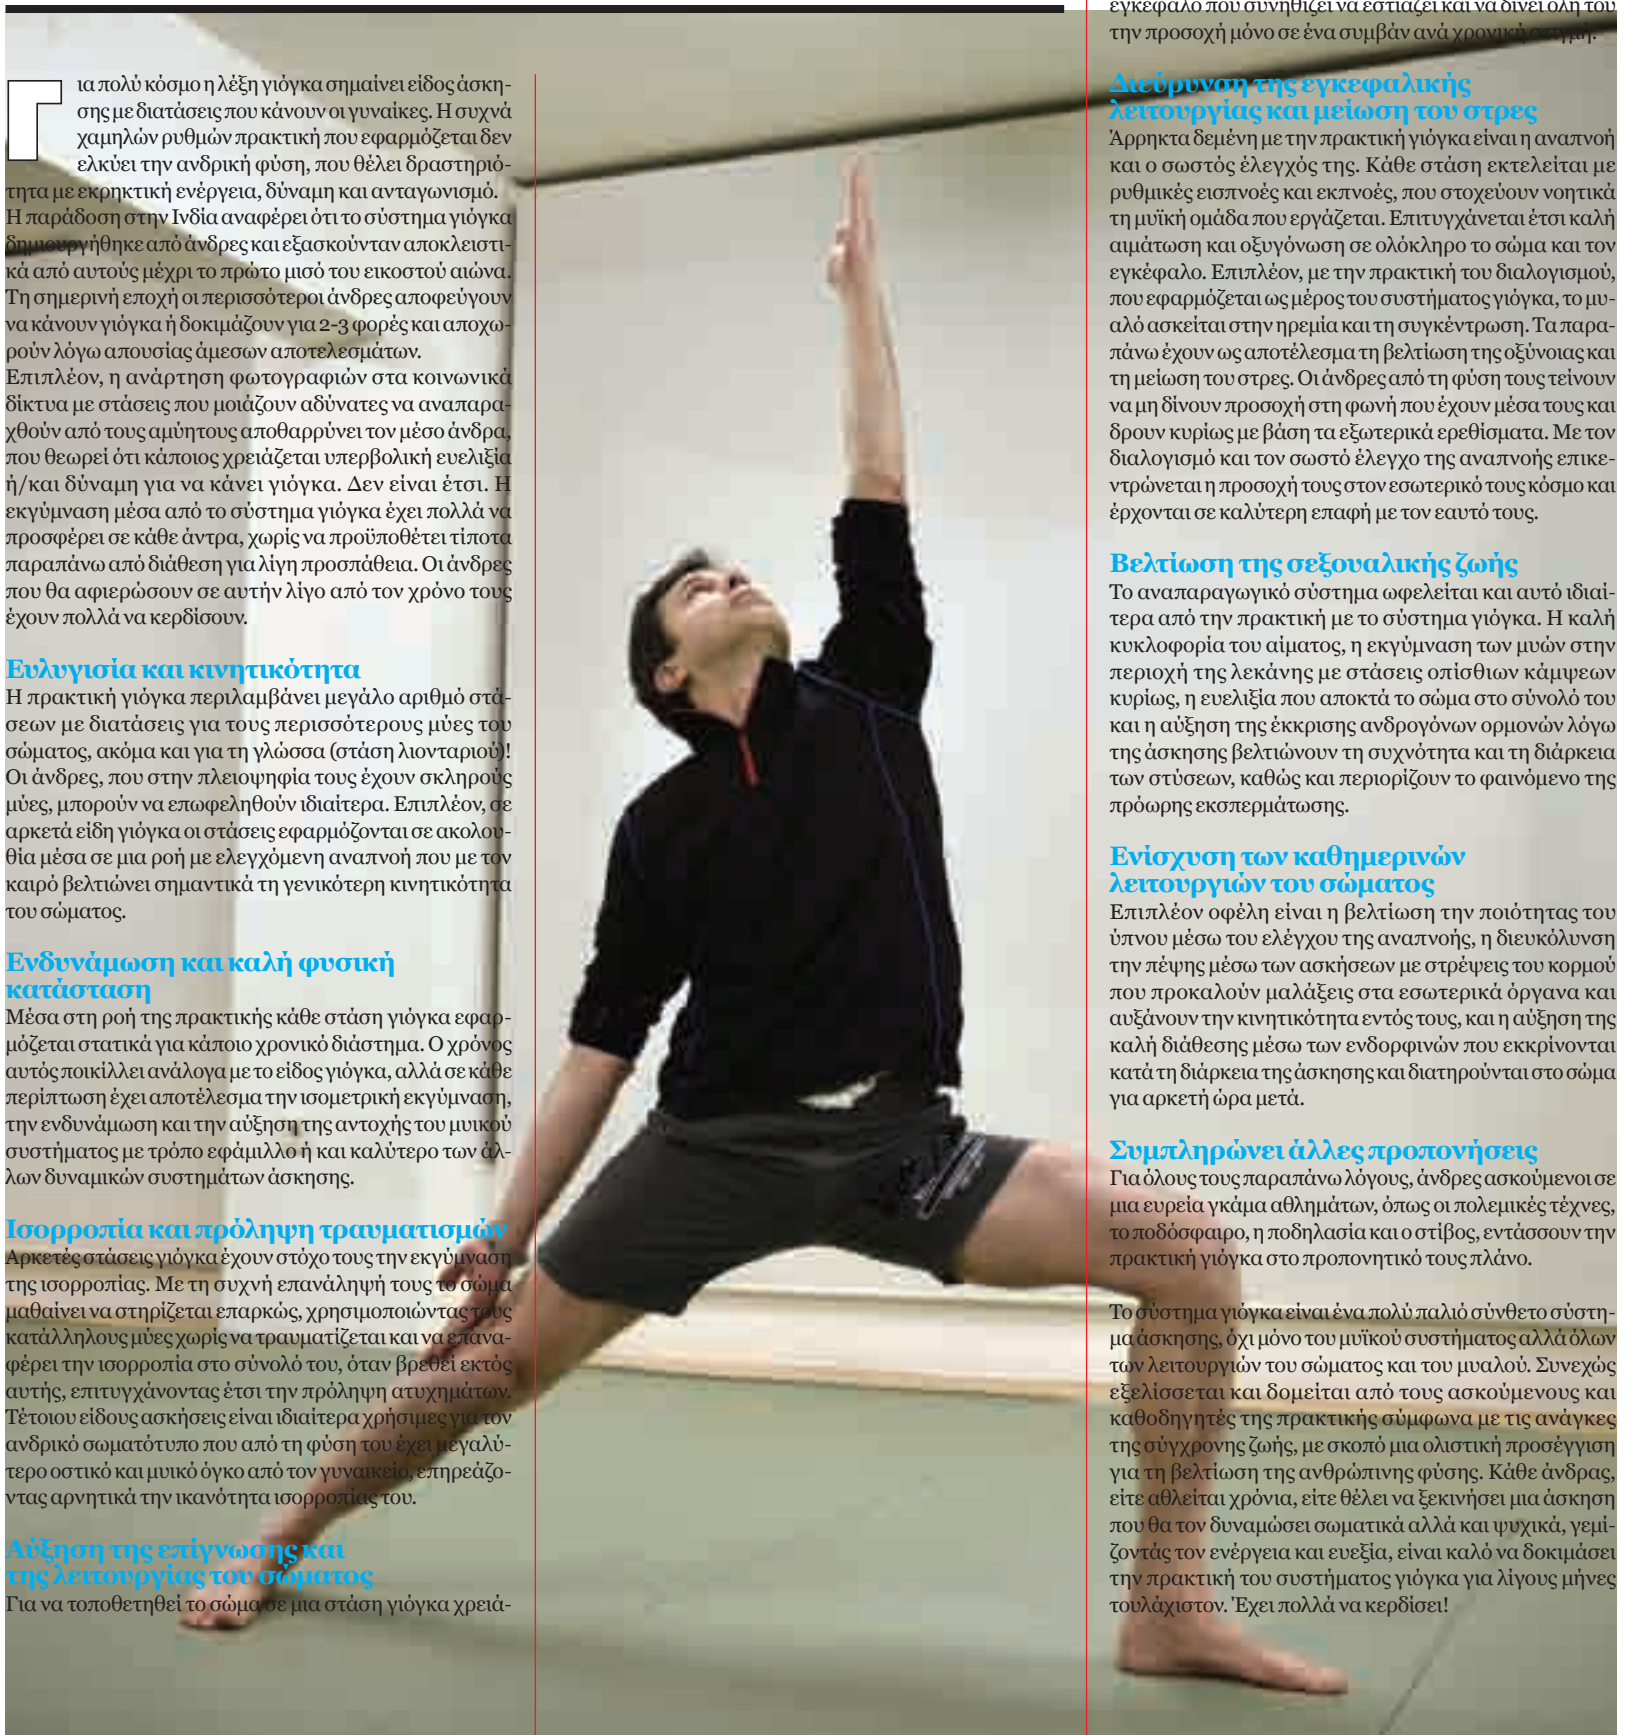 Για πολύ κόσμο η λέξη γιόγκα σημαίνει είδος άσκη-
σης με διατάσεις που κάνουν οι γυναίκες. Η συχνά
χαμηλών ρυθμών πρακτική που εφαρμόζεται δεν
ελκύει την ανδρική φύση, που θέλει δραστηριό-
τητα με εκρηκτική ενέργεια, δύναμη και ανταγωνισμό.
Η παράδοση στην Ινδία αναφέρει ότι το σύστημα γιόγκα
δημιουργήθηκε από άνδρες και εξασκούνταν αποκλειστι-
κά από αυτούς μέχρι το πρώτο μισό του εικοστού αιώνα.
Τη σημερινή εποχή οι περισσότεροι άνδρες αποφεύγουν
να κάνουν γιόγκα ή δοκιμάζουν για 2-3 φορές και αποχω-
ρούν λόγω απουσίας άμεσων αποτελεσμάτων.
Επιπλέον, η ανάρτηση φωτογραφιών στα κοινωνικά
δίκτυα με στάσεις που μοιάζουν αδύνατες να αναπαρα-
χθούν από τους αμύητους αποθαρρύνει τον μέσο άνδρα,
που θεωρεί ότι κάποιος χρειάζεται υπερβολική ευελιξία
ή/και δύναμη για να κάνει γιόγκα. Δεν είναι έτσι. Η
εκγύμναση μέσα από το σύστημα γιόγκα έχει πολλά να
προσφέρει σε κάθε άντρα, χωρίς να προϋποθέτει τίποτα
παραπάνω από διάθεση για λίγη προσπάθεια. Οι άνδρες
που θα αφιερώσουν σε αυτήν λίγο από τον χρόνο τους
έχουν πολλά να κερδίσουν.
Ευλυγισία και κινητικότητα
Η πρακτική γιόγκα περιλαμβάνει μεγάλο αριθμό στά-
σεων με διατάσεις για τους περισσότερους μύες του
σώματος, ακόμα και για τη γλώσσα (στάση λιονταριού)!
Οι άνδρες, που στην πλειοψηφία τους έχουν σκληρούς
μύες, μπορούν να επωφεληθούν ιδιαίτερα. Επιπλέον, σε
αρκετά είδη γιόγκα οι στάσεις εφαρμόζονται σε ακολου-
θία μέσα σε μια ροή με ελεγχόμενη αναπνοή που με τον
καιρό βελτιώνει σημαντικά τη γενικότερη κινητικότητα
του σώματος.
Ενδυνάμωση και καλή φυσική
κατάσταση
Μέσα στη ροή της πρακτικής κάθε στάση γιόγκα εφαρ-
μόζεται στατικά για κάποιο χρονικό διάστημα. Ο χρόνος
αυτός ποικίλλει ανάλογα με το είδος γιόγκα, αλλά σε κάθε
περίπτωση έχει αποτέλεσμα την ισομετρική εκγύμναση,
την ενδυνάμωση και την αύξηση της αντοχής του μυικού
συστήματος με τρόπο εφάμιλλο ή και καλύτερο των άλ-
λων δυναμικών συστημάτων άσκησης.
Ισορροπία και πρόληψη τραυματισμών
Αρκετές στάσεις γιόγκα έχουν στόχο τους την εκγύμναση
της ισορροπίας. Με τη συχνή επανάληψή τους το σώμα
μαθαίνει να στηρίζεται επαρκώς, χρησιμοποιώντας τους
κατάλληλους μύες χωρίς να τραυματίζεται και να επανα-
φέρει την ισορροπία στο σύνολό του, όταν βρεθεί εκτός
αυτής, επιτυγχάνοντας έτσι την πρόληψη ατυχημάτων.
Τέτοιου είδους ασκήσεις είναι ιδιαίτερα χρήσιμες για τον
ανδρικό σωματότυπο που από τη φύση του έχει μεγαλύ-
τερο οστικό και μυικό όγκο από τον γυναικείο, επηρεάζο-
ντας αρνητικά την ικανότητα ισορροπίας του.
Αύξηση της επίγνωσης και
της λειτουργίας του σώματος
Για να τοποθετηθεί το σώμα σε μια στάση γιόγκα χρειά-
εγκέφαλο που συνηθίζει να εστιάζει και να δίνει όλη του
την προσοχή μόνο σε ένα συμβάν ανά χρονική στιγμή.
Διεύρυνση της εγκεφαλικής
λειτουργίας και μείωση του στρες
Άρρηκτα δεμένη με την πρακτική γιόγκα είναι η αναπνοή
και ο σωστός έλεγχός της. Κάθε στάση εκτελείται με
ρυθμικές εισπνοές και εκπνοές, που στοχεύουν νοητικά
τη μυϊκή ομάδα που εργάζεται. Επιτυγχάνεται έτσι καλή
αιμάτωση και οξυγόνωση σε ολόκληρο το σώμα και τον
εγκέφαλο. Επιπλέον, με την πρακτική του διαλογισμού,
που εφαρμόζεται ως μέρος του συστήματος γιόγκα, το μυ-
αλό ασκείται στην ηρεμία και τη συγκέντρωση. Τα παρα-
πάνω έχουν ως αποτέλεσμα τη βελτίωση της οξύνοιας και
τη μείωση του στρες. Οι άνδρες από τη φύση τους τείνουν
να μη δίνουν προσοχή στη φωνή που έχουν μέσα τους και
δρουν κυρίως με βάση τα εξωτερικά ερεθίσματα. Με τον
διαλογισμό και τον σωστό έλεγχο της αναπνοής επικε-
ντρώνεται η προσοχή τους στον εσωτερικό τους κόσμο και
έρχονται σε καλύτερη επαφή με τον εαυτό τους.
Βελτίωση της σεξουαλικής ζωής
Το αναπαραγωγικό σύστημα ωφελείται και αυτό ιδιαί-
τερα από την πρακτική με το σύστημα γιόγκα. Η καλή
κυκλοφορία του αίματος, η εκγύμναση των μυών στην
περιοχή της λεκάνης με στάσεις οπίσθιων κάμψεων
κυρίως, η ευελιξία που αποκτά το σώμα στο σύνολό του
και η αύξηση της έκκρισης ανδρογόνων ορμονών λόγω
της άσκησης βελτιώνουν τη συχνότητα και τη διάρκεια
των στύσεων, καθώς και περιορίζουν το φαινόμενο της
πρόωρης εκσπερμάτωσης.
Ενίσχυση των καθημερινών
λειτουργιών του σώματος
Επιπλέον οφέλη είναι η βελτίωση την ποιότητας του
ύπνου μέσω του ελέγχου της αναπνοής, η διευκόλυνση
την πέψης μέσω των ασκήσεων με στρέψεις του κορμού
που προκαλούν μαλάξεις στα εσωτερικά όργανα και
αυξάνουν την κινητικότητα εντός τους, και η αύξηση της
καλή διάθεσης μέσω των ενδορφινών που εκκρίνονται
κατά τη διάρκεια της άσκησης και διατηρούνται στο σώμα
για αρκετή ώρα μετά.
Συμπληρώνει άλλες προπονήσεις
Για όλους τους παραπάνω λόγους, άνδρες ασκούμενοι σε
μια ευρεία γκάμα αθλημάτων, όπως οι πολεμικές τέχνες,
το ποδόσφαιρο, η ποδηλασία και ο στίβος, εντάσσουν την
πρακτική γιόγκα στο προπονητικό τους πλάνο.
Το σύστημα γιόγκα είναι ένα πολύ παλιό σύνθετο σύστη-
μα άσκησης, όχι μόνο του μυϊκού συστήματος αλλά όλων
των λειτουργιών του σώματος και του μυαλού. Συνεχώς
εξελίσσεται και δομείται από τους ασκούμενους και
καθοδηγητές της πρακτικής σύμφωνα με τις ανάγκες
της σύγχρονης ζωής, με σκοπό μια ολιστική προσέγγιση
για τη βελτίωση της ανθρώπινης φύσης. Κάθε άνδρας,
είτε αθλείται χρόνια, είτε θέλει να ξεκινήσει μια άσκηση
που θα τον δυναμώσει σωματικά αλλά και ψυχικά, γεμί-
ζοντάς τον ενέργεια και ευεξία, είναι καλό να δοκιμάσει
την πρακτική του συστήματος γιόγκα για λίγους μήνες
τουλάχιστον. Έχει πολλά να κερδίσει!